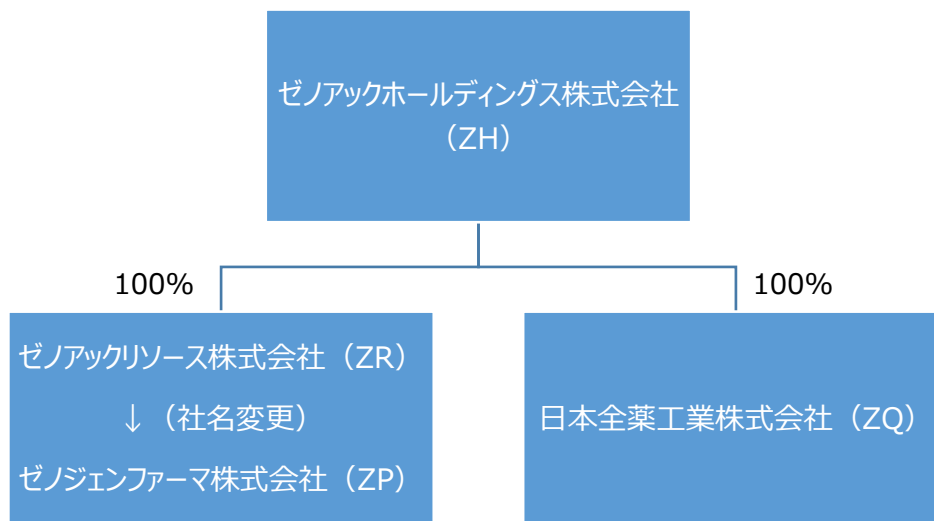 ゼノアックホールディングス株式会社
（ZH）
100%
100%
ゼノアックリソース株式会社（ZR）
↓（社名変更）
ゼノジェンファーマ株式会社（ZP）
日本全薬工業株式会社（ZQ）